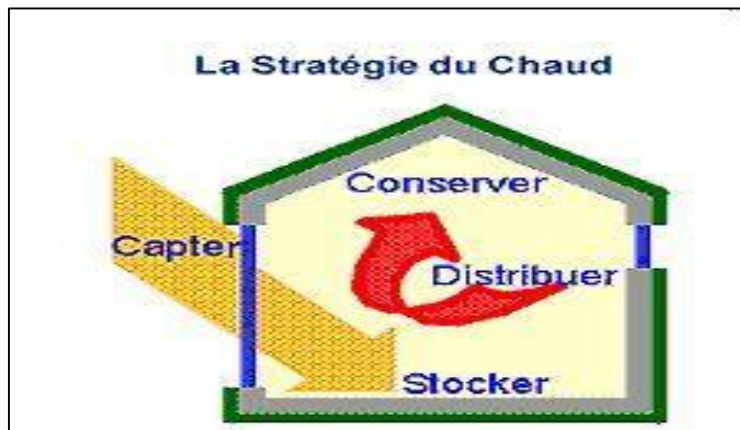 La Stratégie du Chaud
Conserver
Capter
Distribuer
Stocker